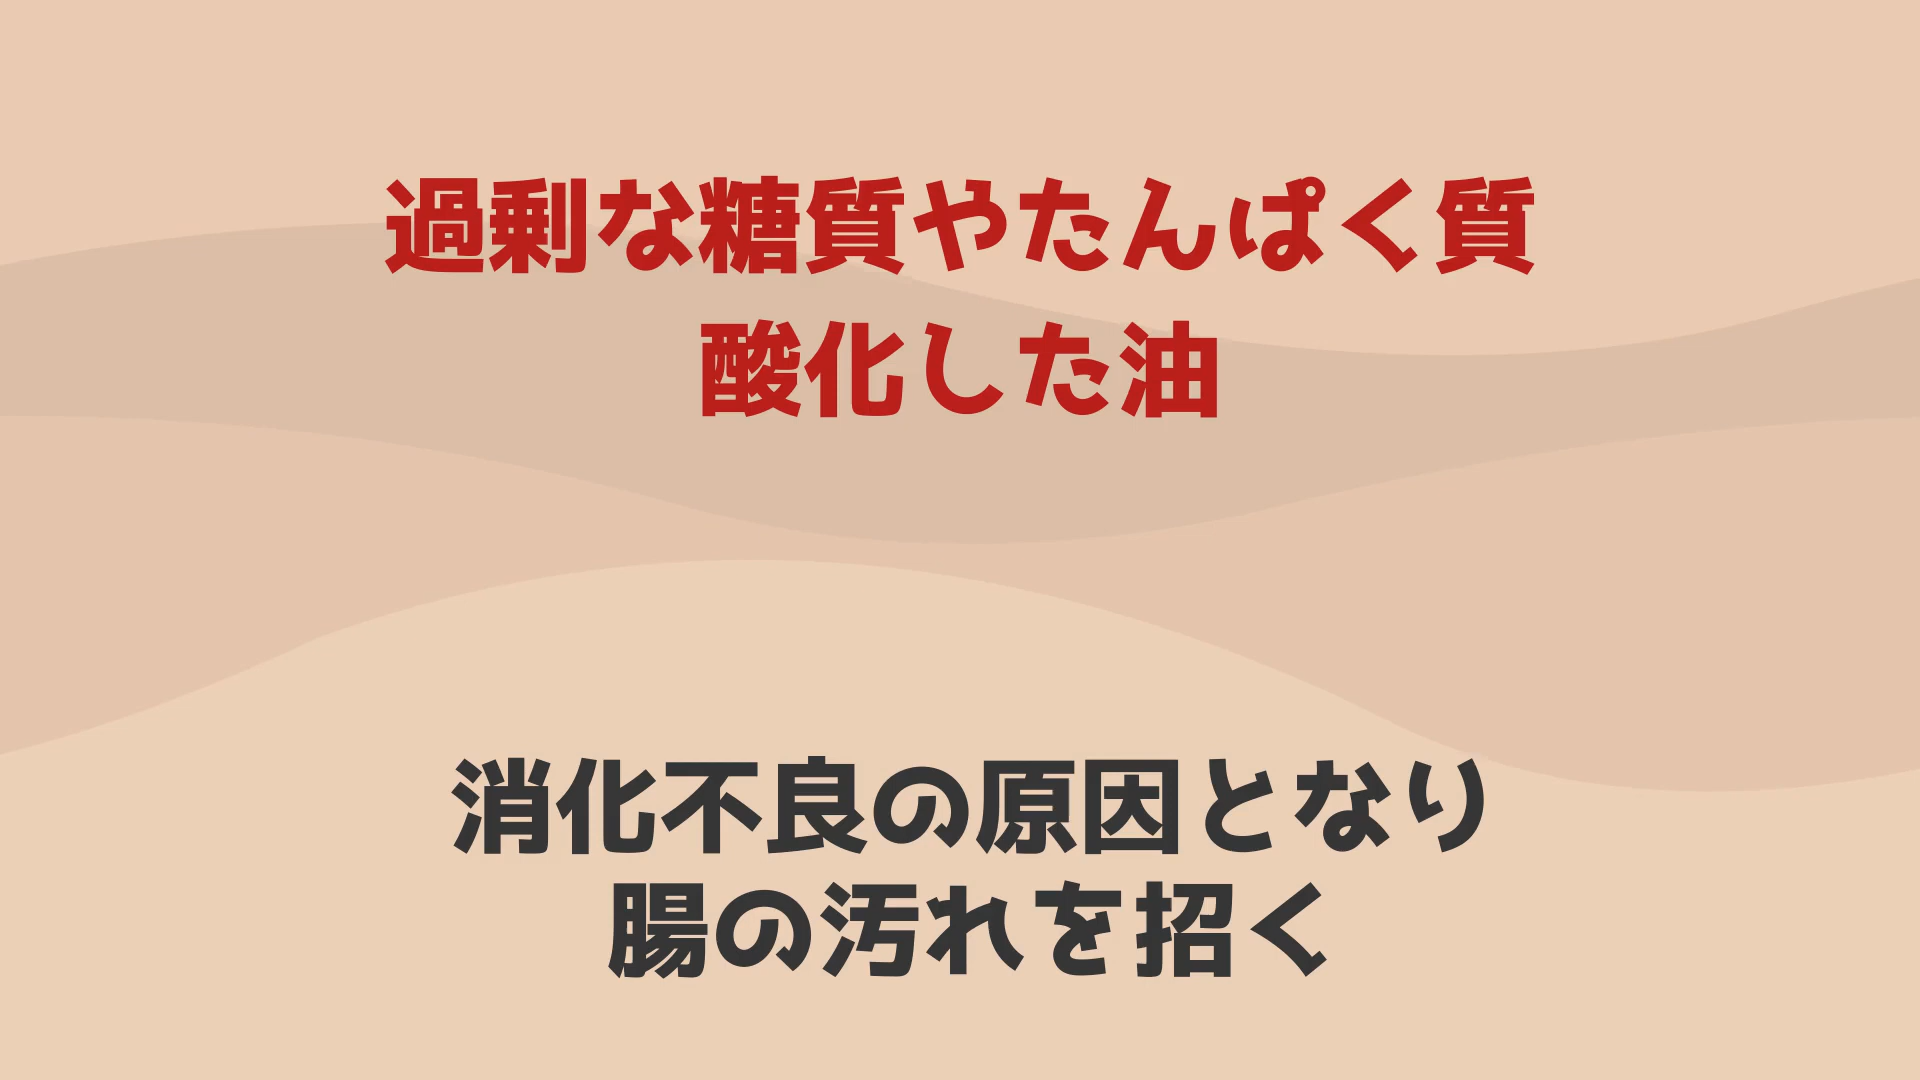 過剰な糖質やたんぱく質
酸化した油
消化不良の原因となり
腸の汚れを招く